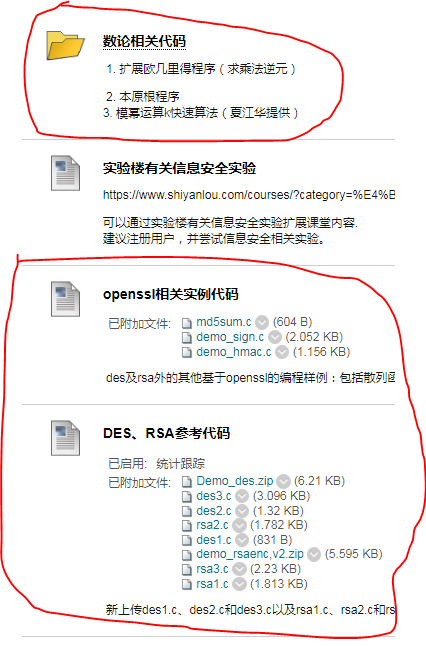 数论相关代码
1. 扩展欧几里得程序（求乘法逆元）
2. 本原根程序
3. 模幂运算k快速算法（夏江华提供）
实验楼有关信息安全实验
https://www.shiyanlou.com/courses/?category=%E4%B
可以通过实验楼有关信息安全实验扩展课堂内容.
建议注册用户，并尝试信息安全相关实验。
openssl相关实例代码
已附加文件: md5sum.c (604 B)
demo_sign.c (2.052 KB)
demo_hmac.c (1.156 KB)
des及rsa外的其他基于openssl的编程样例：包括散列函
DES、RSA参考代码
已启用: 统计跟踪
已附加文件: Demo_des.zip (6.21 KB)
des3.c (3.096 KB)
des2.c (1.32 KB)
rsa2.c (1.782 KB)
des1.c (831 B)
demo_rsaenc,v2.zip (5.595 KB)
rsa3.c (2.23 KB)
rsa1.c (1.813 KB)
新上传des1.c、des2.c和des3.c以及rsa1.c、rsa2.c和rs